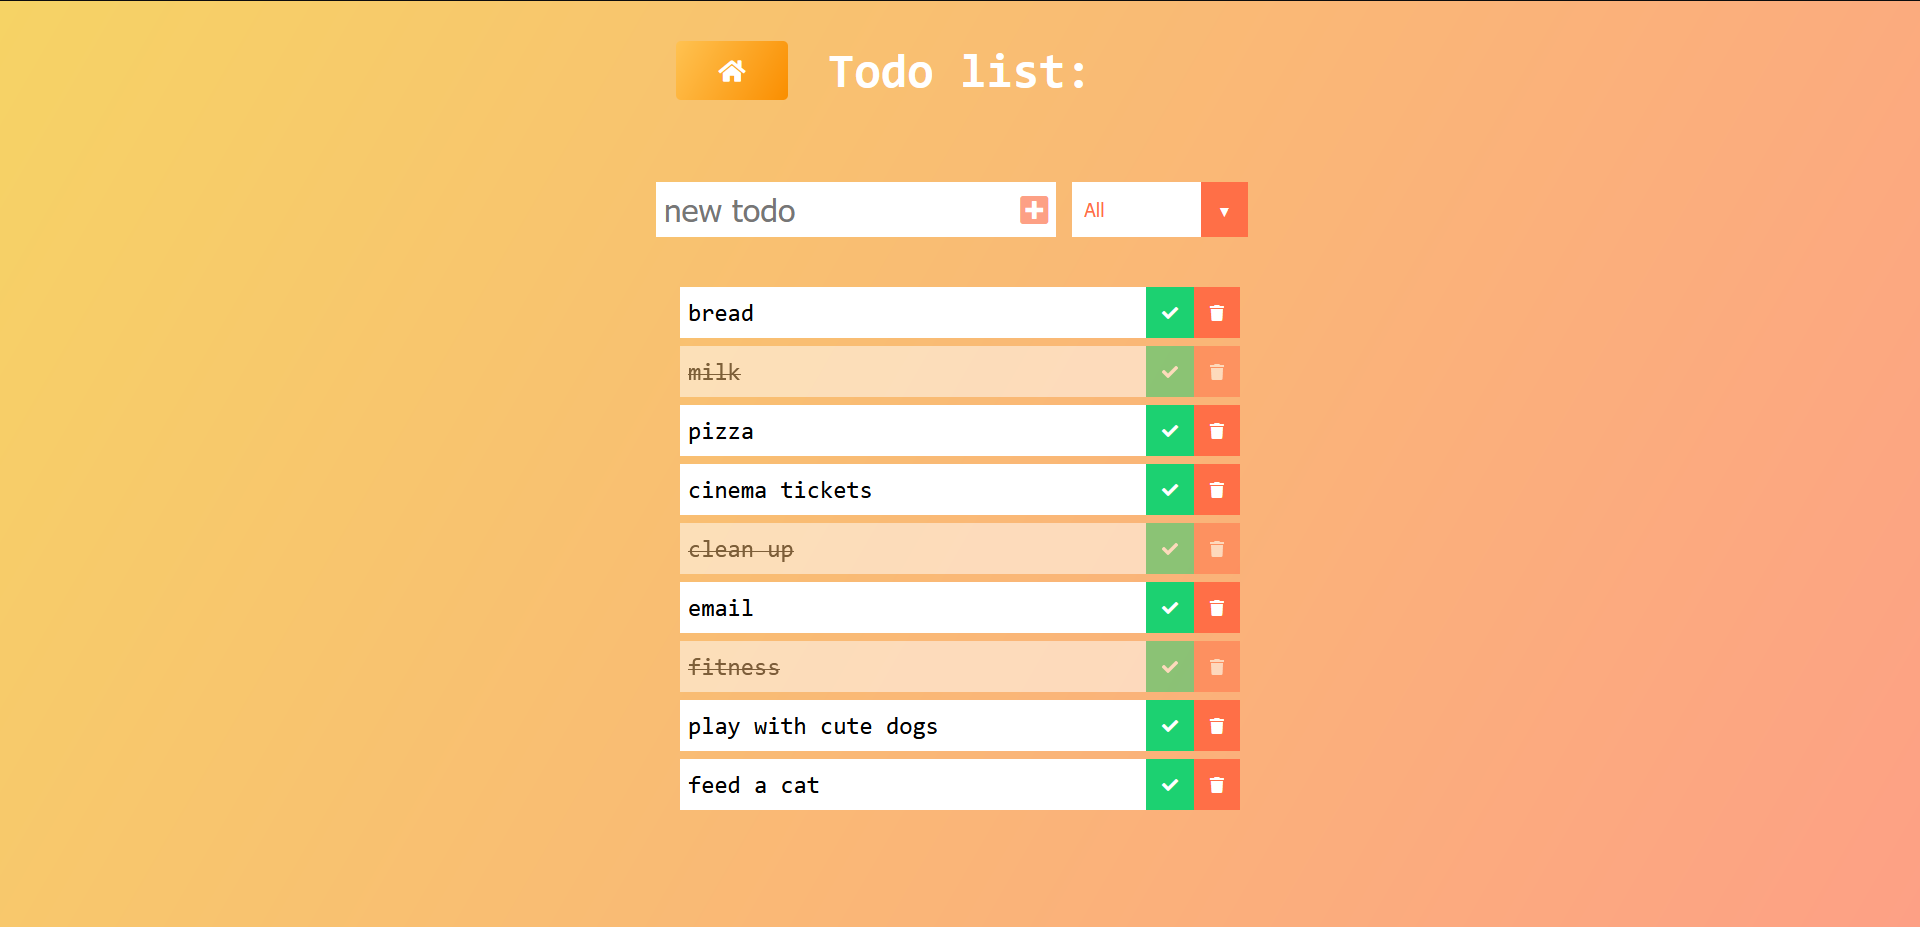 Todo list:
new todo
All
bread
milk
pizza
cinema tickets
clean up
email
fitness
play with cute dogs
feed a cat